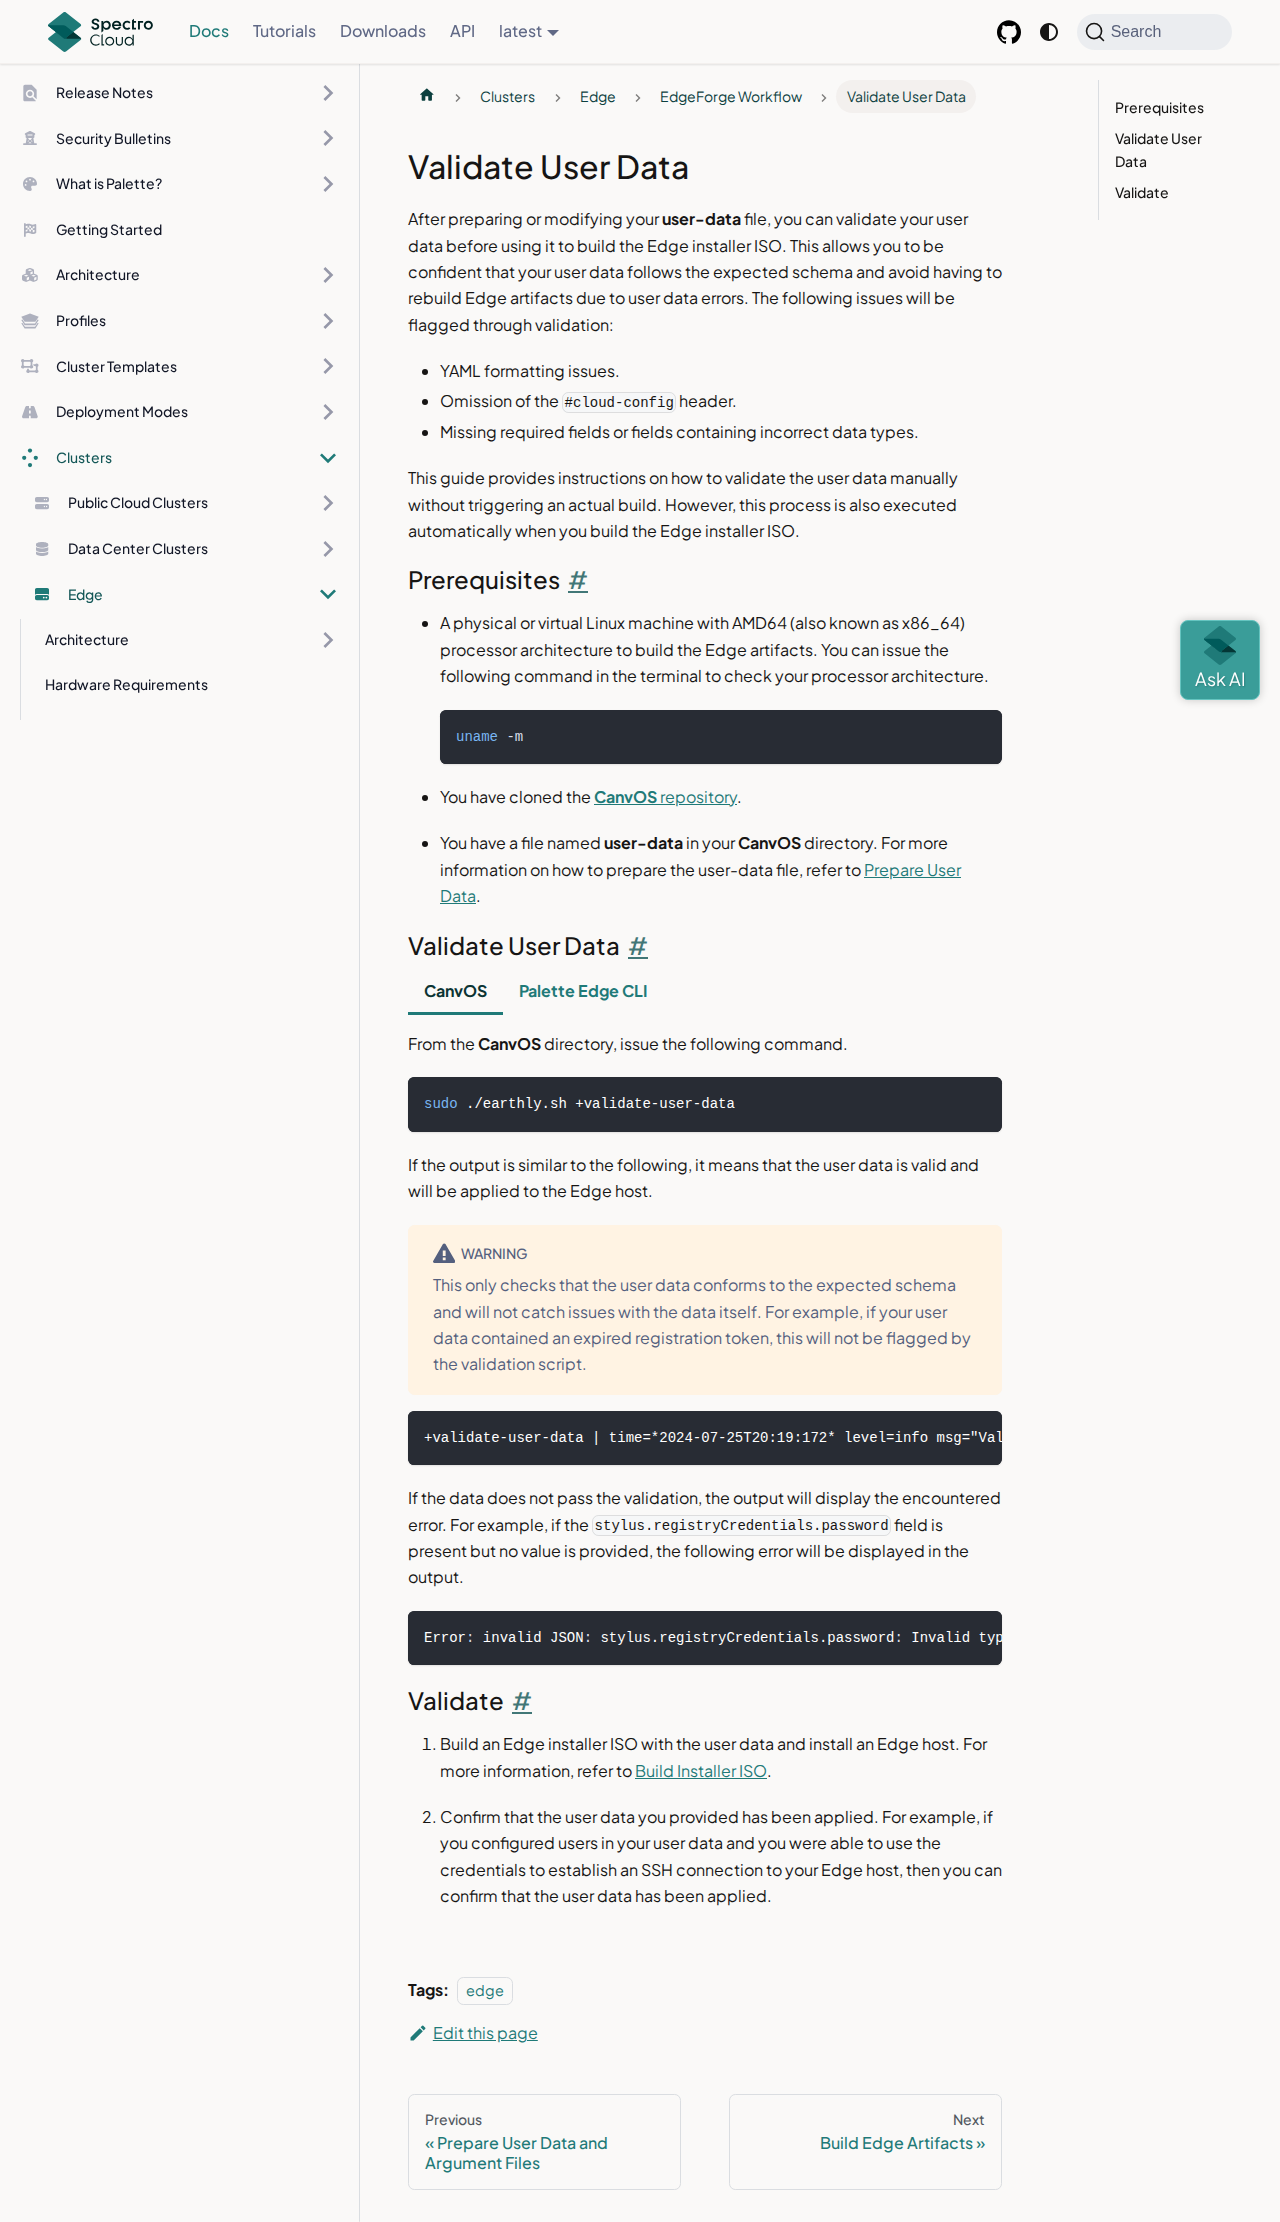 Spectro Cloud
Docs
Tutorials
Downloads
API
latest
Search
Release Notes
Security Bulletins
What is Palette?
Getting Started
Architecture
Profiles
Cluster Templates
Deployment Modes
Clusters
Public Cloud Clusters
Data Center Clusters
Edge
Architecture
Hardware Requirements
Clusters
Edge
EdgeForge Workflow
Validate User Data
Validate User Data
After preparing or modifying your user-data file, you can validate your user
data before using it to build the Edge installer ISO. This allows you to be
confident that your user data follows the expected schema and avoid having to
rebuild Edge artifacts due to user data errors. The following issues will be
flagged through validation:
YAML formatting issues.
Omission of the #cloud-config header.
Missing required fields or fields containing incorrect data types.
This guide provides instructions on how to validate the user data manually
without triggering an actual build. However, this process is also executed
automatically when you build the Edge installer ISO.
Prerequisites #
A physical or virtual Linux machine with AMD64 (also known as x86_64)
processor architecture to build the Edge artifacts. You can issue the
following command in the terminal to check your processor architecture.
uname -m
You have cloned the CanvOS repository.
You have a file named user-data in your CanvOS directory. For more
information on how to prepare the user-data file, refer to Prepare User
Data.
Validate User Data #
CanvOS
Palette Edge CLI
From the CanvOS directory, issue the following command.
sudo ./earthly.sh +validate-user-data
If the output is similar to the following, it means that the user data is valid and
will be applied to the Edge host.
WARNING
This only checks that the user data conforms to the expected schema
and will not catch issues with the data itself. For example, if your user
data contained an expired registration token, this will not be flagged by
the validation script.
+validate-user-data | time=*2024-07-25T20:19:172* level=info msg="Val
If the data does not pass the validation, the output will display the encountered
error. For example, if the stylus.registryCredentials.password field is
present but no value is provided, the following error will be displayed in the
output.
Error: invalid JSON: stylus.registryCredentials.password: Invalid typ
Validate #
1. Build an Edge installer ISO with the user data and install an Edge host. For
more information, refer to Build Installer ISO.
2. Confirm that the user data you provided has been applied. For example, if
you configured users in your user data and you were able to use the
credentials to establish an SSH connection to your Edge host, then you can
confirm that the user data has been applied.
Tags: edge
Edit this page
Previous
« Prepare User Data and
Argument Files
Next
Build Edge Artifacts »
Prerequisites
Validate User
Data
Validate
Ask AI